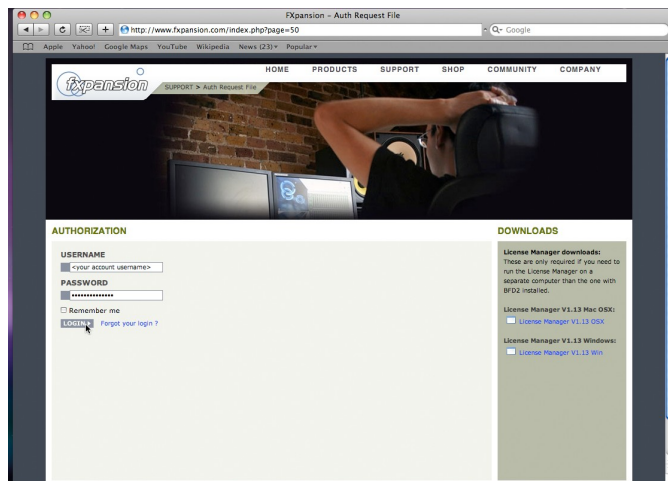 FXpansion – Auth Request File
http://www.fxpansion.com/index.php?page=50
Google
Apple Yahoo! Google Maps YouTube Wikipedia News (23) Popular
HOME PRODUCTS SUPPORT SHOP COMMUNITY COMPANY
fxpansion
SUPPORT > Auth Request File
AUTHORIZATION
USERNAME
<your account username>
PASSWORD
••••••••••••••
Remember me
LOGIN
Forgot your login ?
DOWNLOADS
License Manager downloads:
These are only required if you need to
run the License Manager on a
separate computer than the one with
BFD2 installed.
License Manager V1.13 Mac OSX:
License Manager V1.13 OSX
License Manager V1.13 Windows:
License Manager V1.13 Win